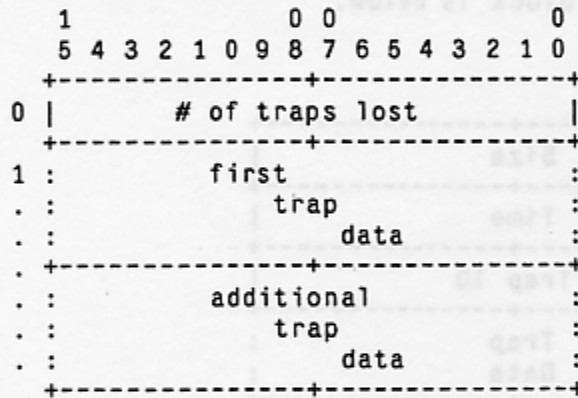 1 0 0 0
5 4 3 2 1 0 9 8 7 6 5 4 3 2 1 0
+---------------+---------------+
0 | # of traps lost |
+---------------+---------------+
1 : first :
. : trap :
. : data :
+---------------+---------------+
. : additional :
. : trap :
. : data :
+---------------+---------------+